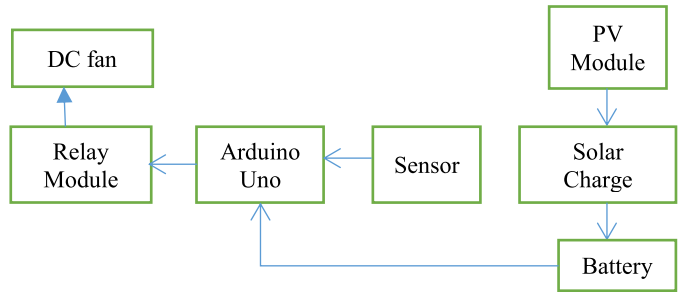 DC fan
PV
Module
Relay
Module
Arduino
Uno
Sensor
Solar
Charge
Battery